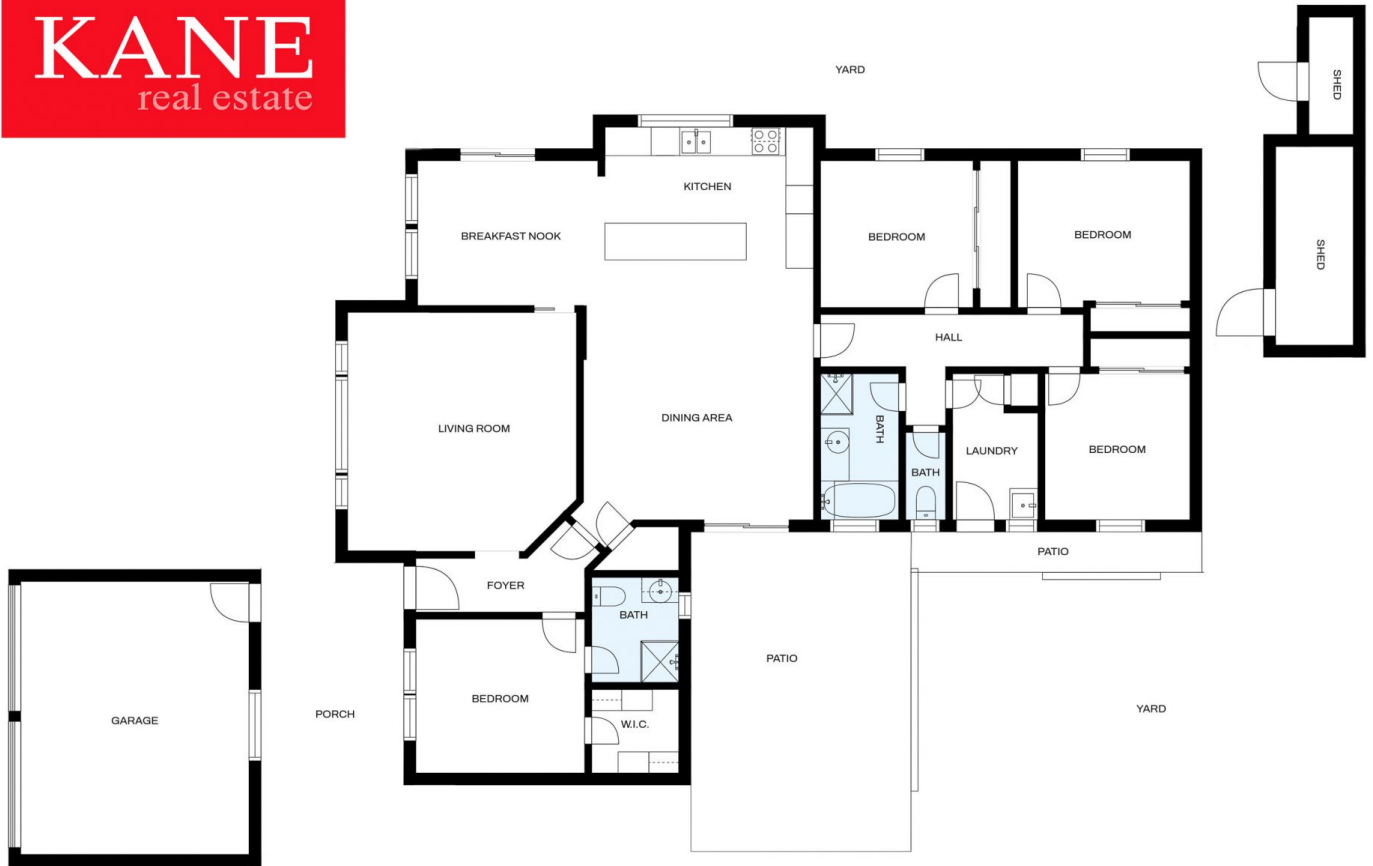 KANE
real estate
YARD
SHED
KITCHEN
BREAKFAST NOOK
BEDROOM
BEDROOM
SHED
HALL
LIVING ROOM
DINING AREA
BATH
BATH
LAUNDRY
BEDROOM
PATIO
FOYER
BATH
PATIO
BEDROOM
W.I.C.
GARAGE
PORCH
YARD